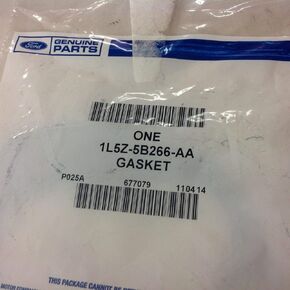 Ford
GENUINE
PARTS
ONE
1L5Z-5B266-AA
GASKET
P025A 677079 110414
THIS PACKAGE CANNOT BE